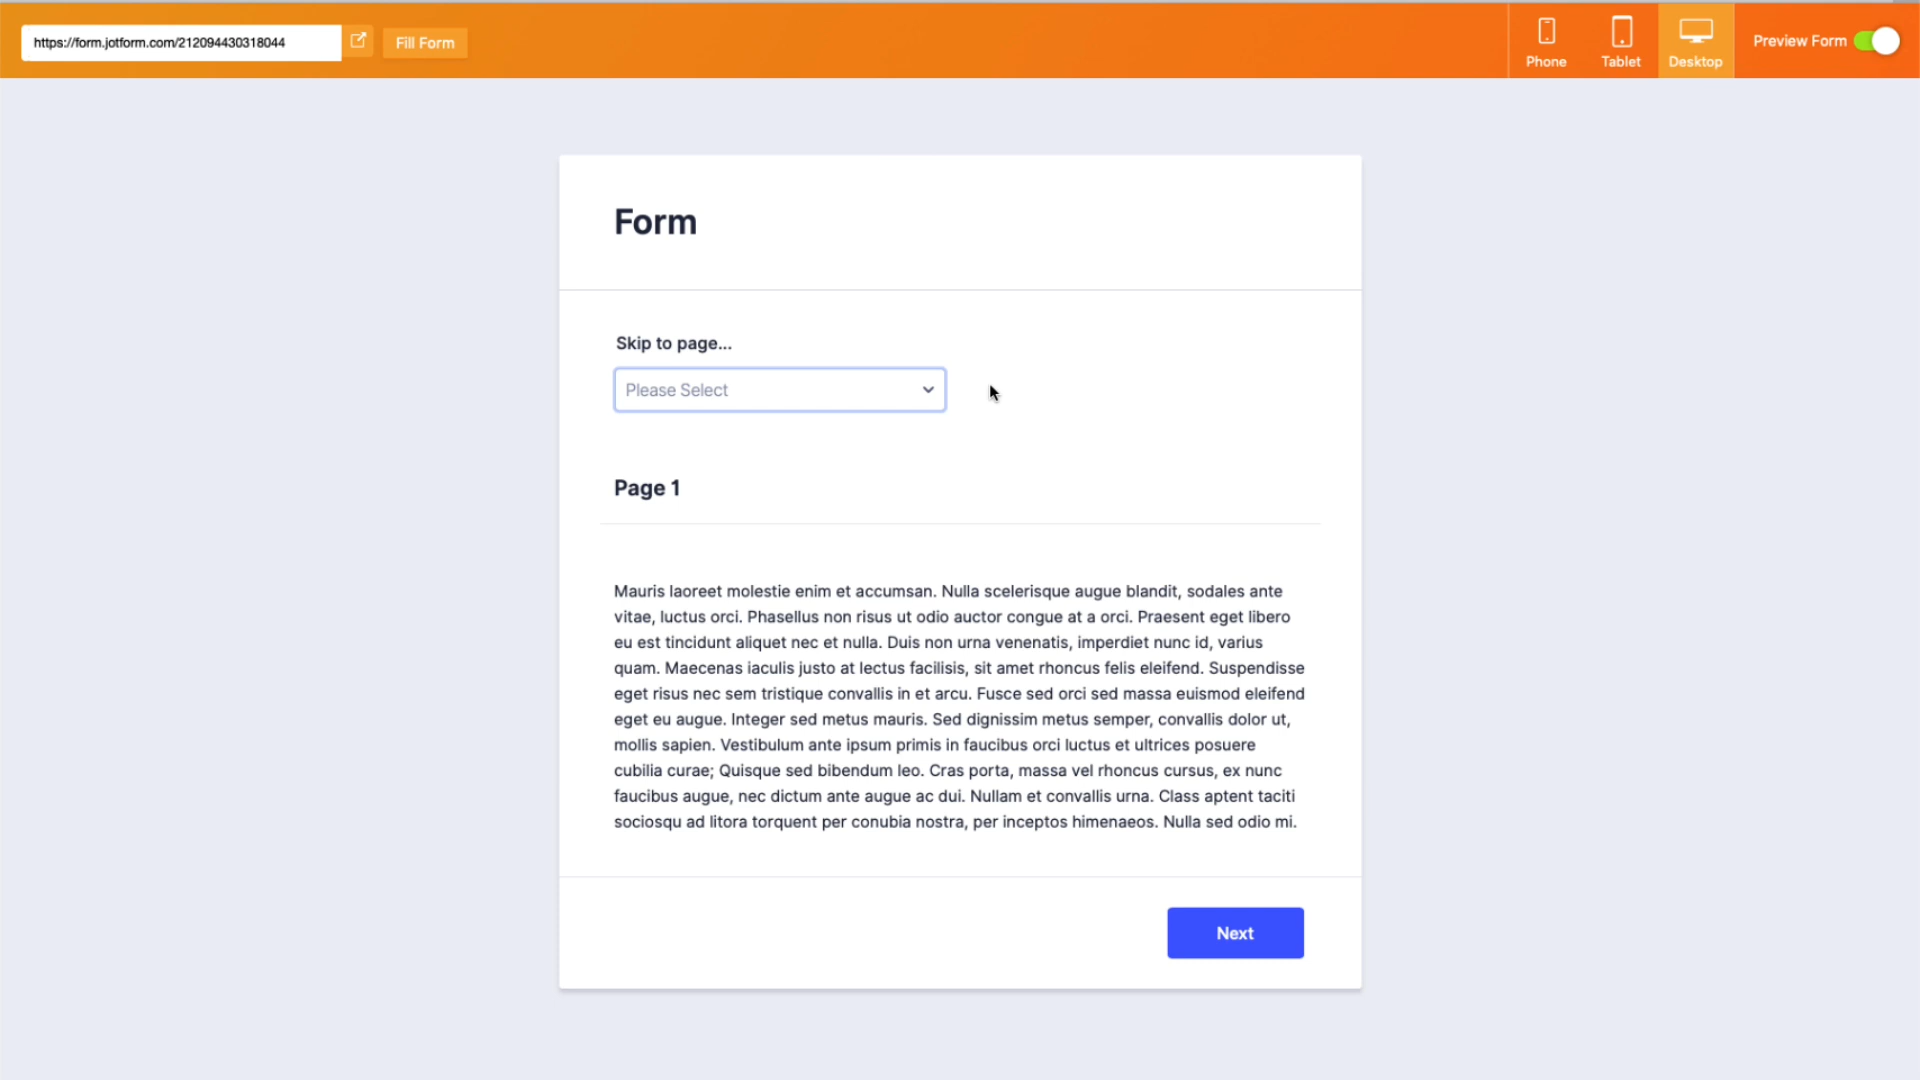 https://form.jotform.com/212094430318044
Fill Form
Phone
Tablet
Desktop
Preview Form
Form
Skip to page...
Please Select
Page 1
Mauris laoreet molestie enim et accumsan. Nulla scelerisque augue blandit, sodales ante
vitae, luctus orci. Phasellus non risus ut odio auctor congue at a orci. Praesent eget libero
eu est tincidunt aliquet nec et nulla. Duis non urna venenatis, imperdiet nunc id, varius
quam. Maecenas iaculis justo at lectus facilisis, sit amet rhoncus felis eleifend. Suspendisse
eget risus nec sem tristique convallis in et arcu. Fusce sed orci sed massa euismod eleifend
eget eu augue. Integer sed metus mauris. Sed dignissim metus semper, convallis dolor ut,
mollis sapien. Vestibulum ante ipsum primis in faucibus orci luctus et ultrices posuere
cubilia curae; Quisque sed bibendum leo. Cras porta, massa vel rhoncus cursus, ex nunc
faucibus augue, nec dictum ante augue ac dui. Nullam et convallis urna. Class aptent taciti
sociosqu ad litora torquent per conubia nostra, per inceptos himenaeos. Nulla sed odio mi.
Next